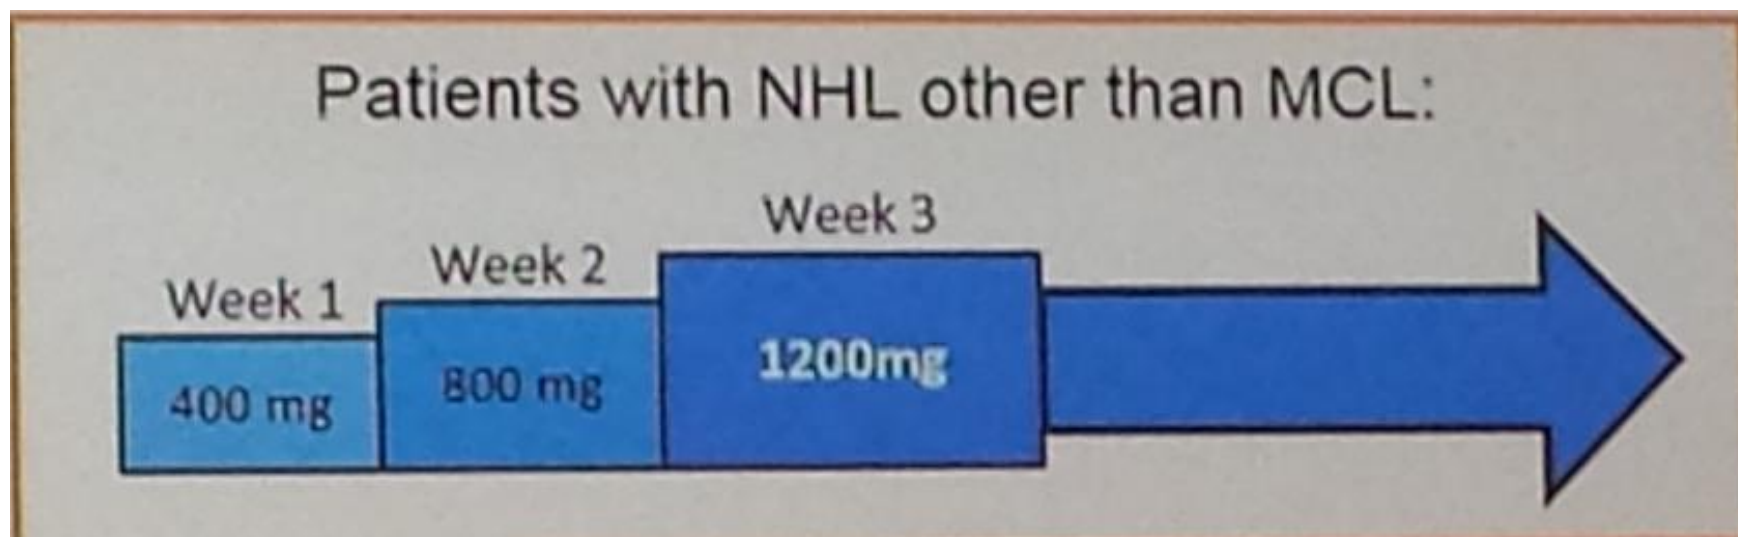 Patients with NHL other than MCL:
Week 1
Week 2
Week 3
400 mg
800 mg
1200mg